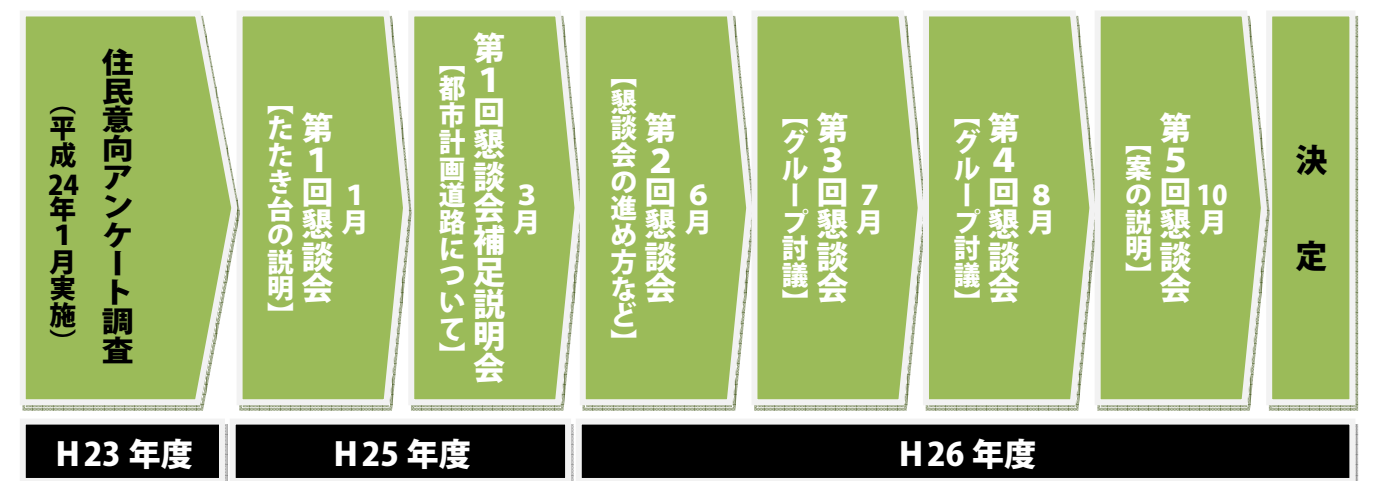 住民意向アンケート調査
（平成24年1月実施）
1月
第1回懇談会
【たたき台の説明】
3月
第1回懇談会補足説明会
【都市計画道路について】
6月
第2回懇談会
【懇談会の進め方など】
7月
第3回懇談会
【グループ討議】
8月
第4回懇談会
【グループ討議】
10月
第5回懇談会
【案の説明】
決定
H23年度
H25年度
H26年度